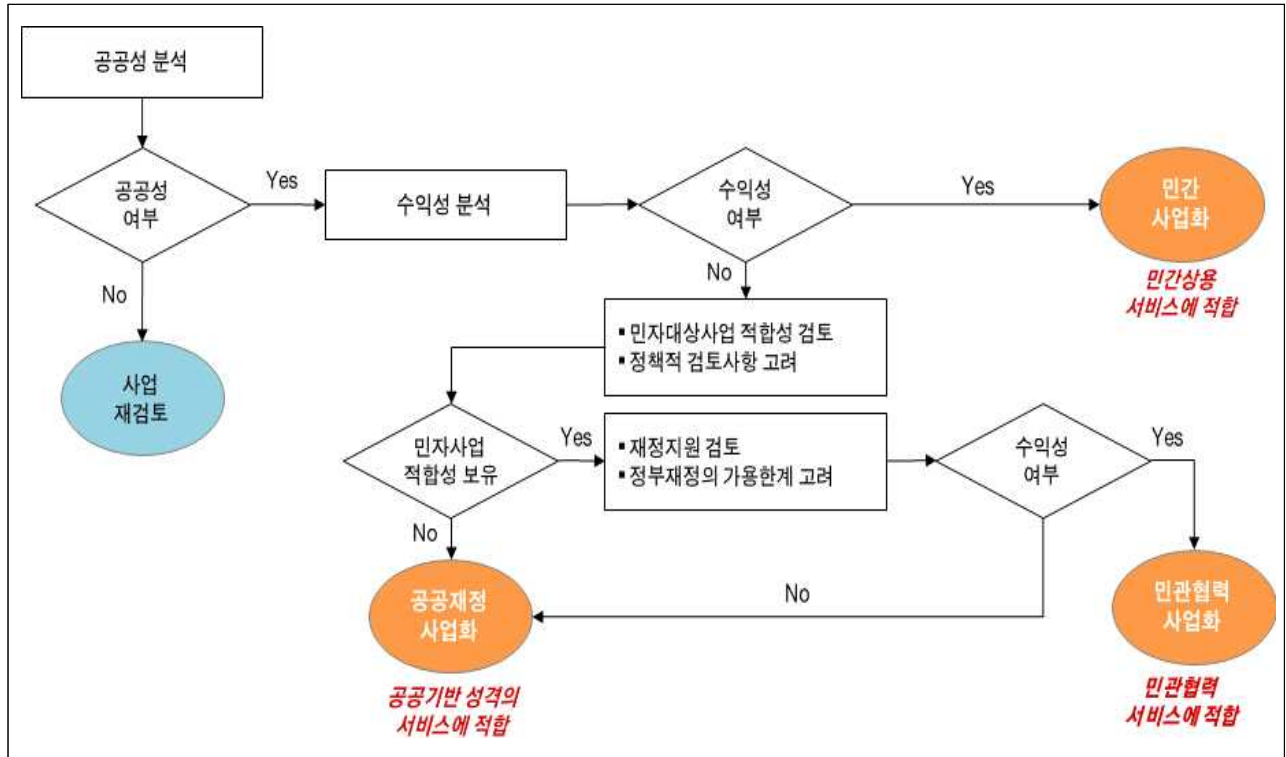 공공성 분석
공공성
여부
Yes
수익성 분석
수익성
여부
Yes
민간
사업화
민간상용
서비스에 적합
No
No
사업
재검토
▪ 민자대상사업 적합성 검토
▪ 정책적 검토사항 고려
민자사업
적합성 보유
Yes
▪ 재정지원 검토
▪ 정부재정의 가용한계 고려
수익성
여부
Yes
No
공공재정
사업화
No
민관협력
사업화
공공기반 성격의
서비스에 적합
민관협력
서비스에 적합